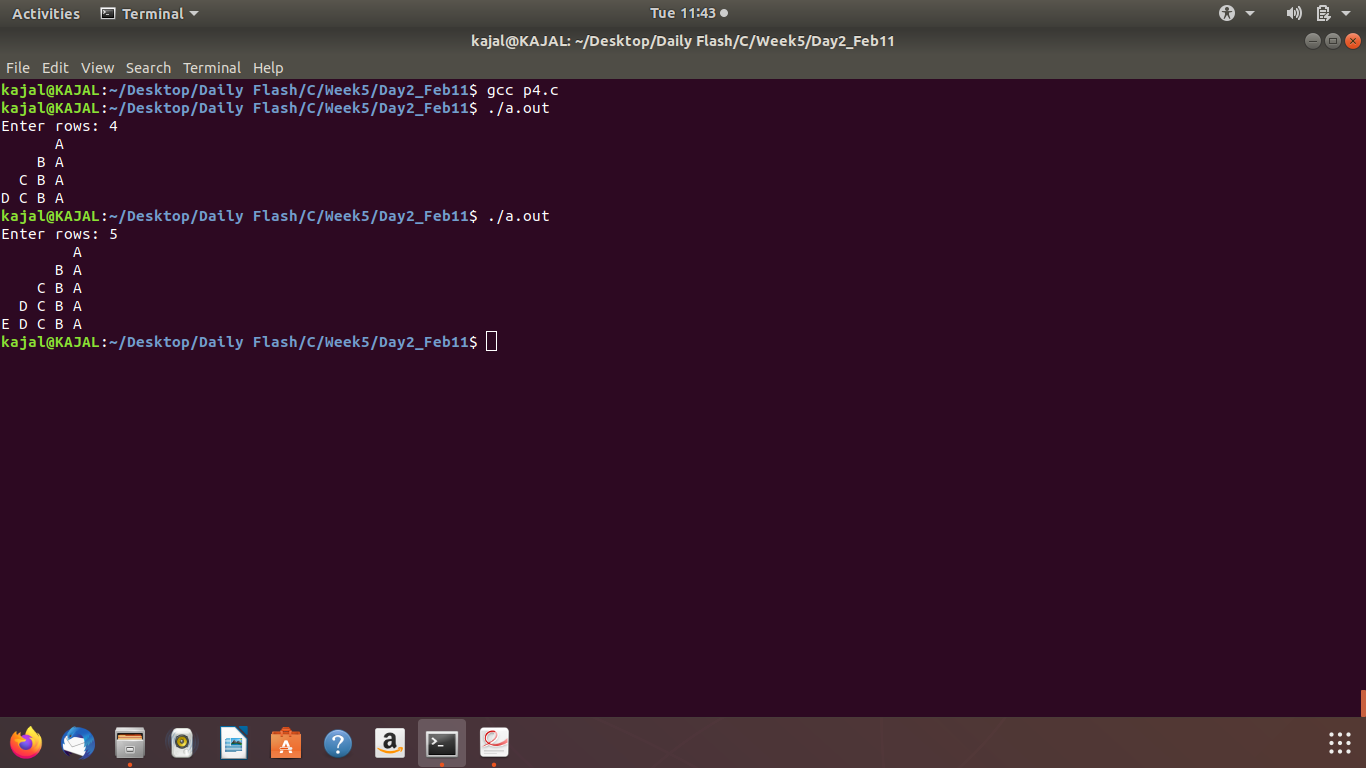 Activities Terminal Tue 11:43
kajal@KAJAL: ~/Desktop/Daily Flash/C/Week5/Day2_Feb11
File Edit View Search Terminal Help
kajal@KAJAL:~/Desktop/Daily Flash/C/Week5/Day2_Feb11$ gcc p4.c
kajal@KAJAL:~/Desktop/Daily Flash/C/Week5/Day2_Feb11$ ./a.out
Enter rows: 4
      A
    B A
  C B A
D C B A
kajal@KAJAL:~/Desktop/Daily Flash/C/Week5/Day2_Feb11$ ./a.out
Enter rows: 5
        A
      B A
    C B A
  D C B A
E D C B A
kajal@KAJAL:~/Desktop/Daily Flash/C/Week5/Day2_Feb11$